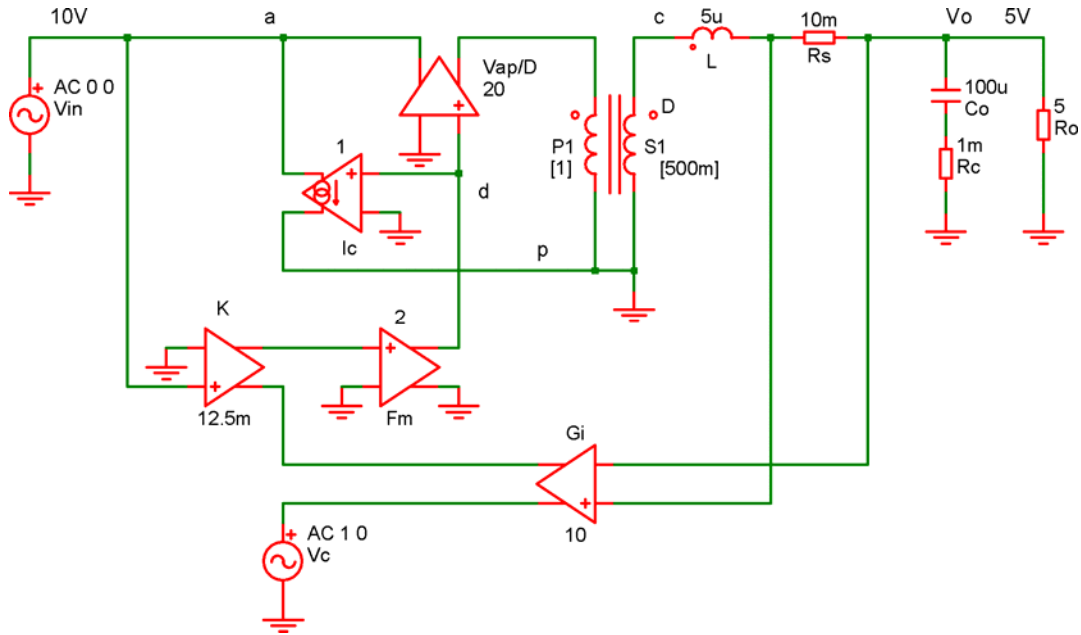 10V
a
c
5u
10m
Vo
5V
L
Rs
AC 0 0
Vin
Vap/D
20
D
100u
Co
5
Ro
1
P1
[1]
S1
[500m]
1m
Rc
d
Ic
p
K
2
12.5m
Fm
Gi
10
AC 1 0
Vc